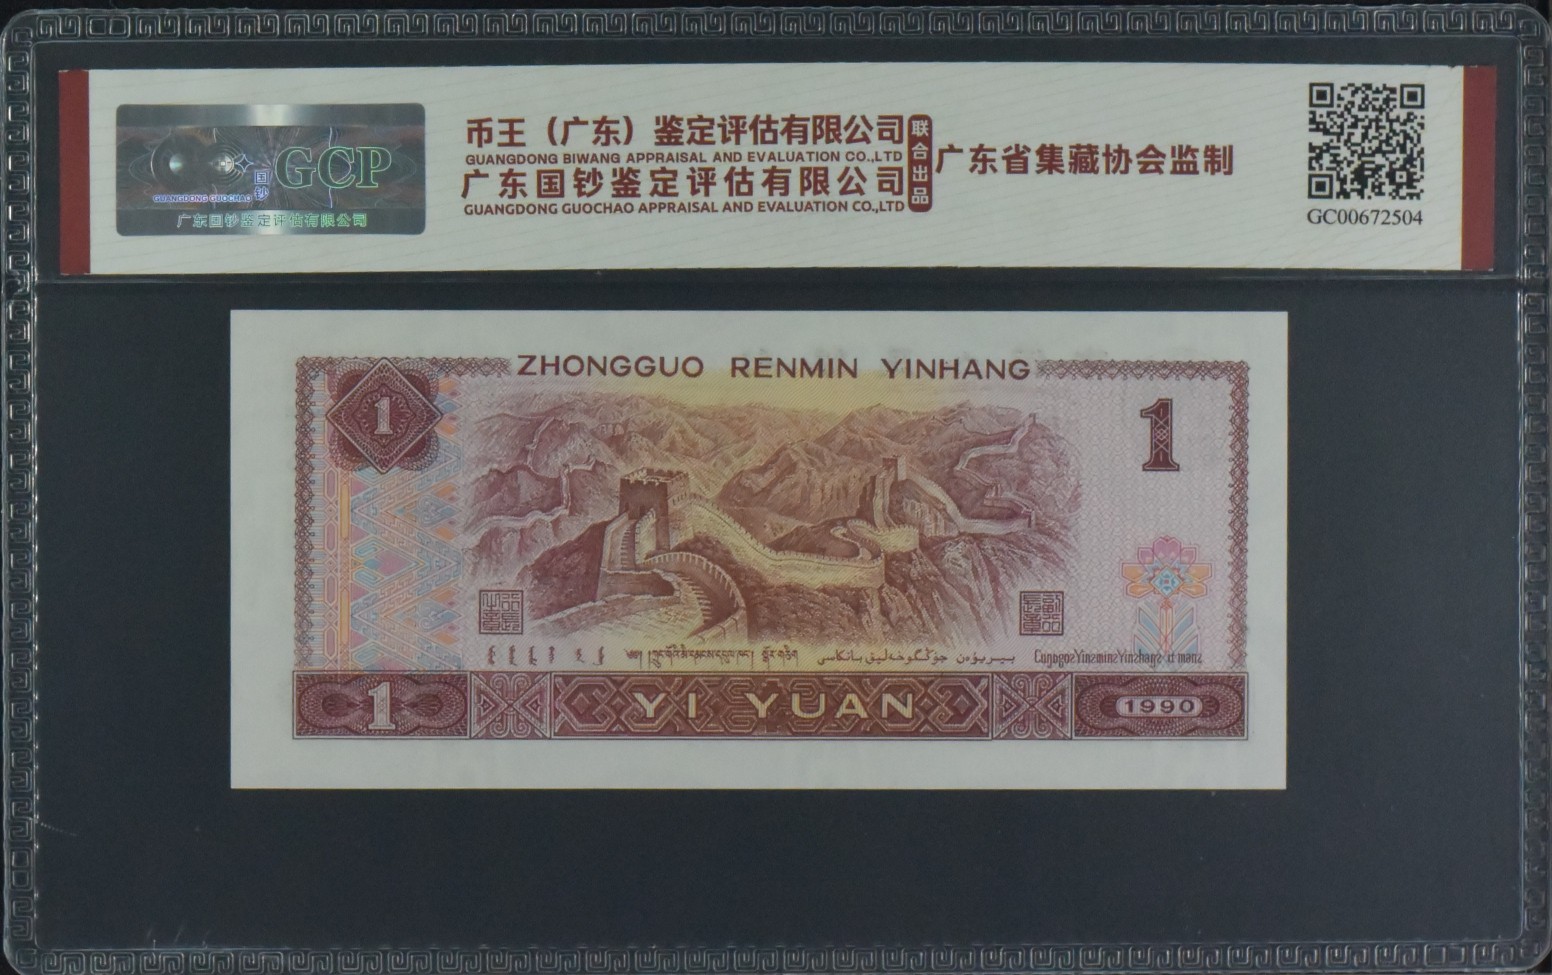 GCP
国钞
GUANGDONG GUOCHAO
广东国钞鉴定评估有限公司
币王（广东）鉴定评估有限公司
GUANGDONG BIWANG APPRAISAL AND EVALUATION CO.,LTD
广东国钞鉴定评估有限公司
GUANGDONG GUOCHAO APPRAISAL AND EVALUATION CO.,LTD
联合出品
广东省集藏协会监制
GC00672504
ZHONGGUO RENMIN YINHANG
1
1
1
YI YUAN
1990